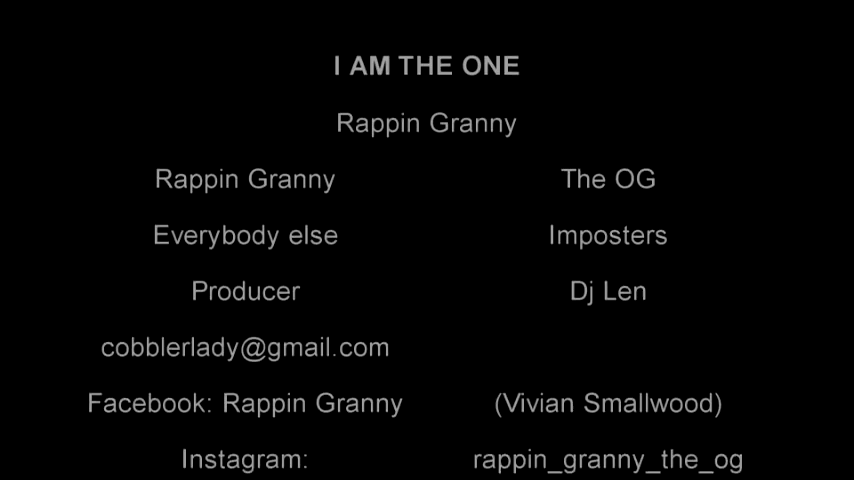 I AM THE ONE
Rappin Granny
Rappin Granny The OG
Everybody else Imposters
Producer Dj Len
cobblerlady@gmail.com
Facebook: Rappin Granny (Vivian Smallwood)
Instagram: rappin_granny_the_og